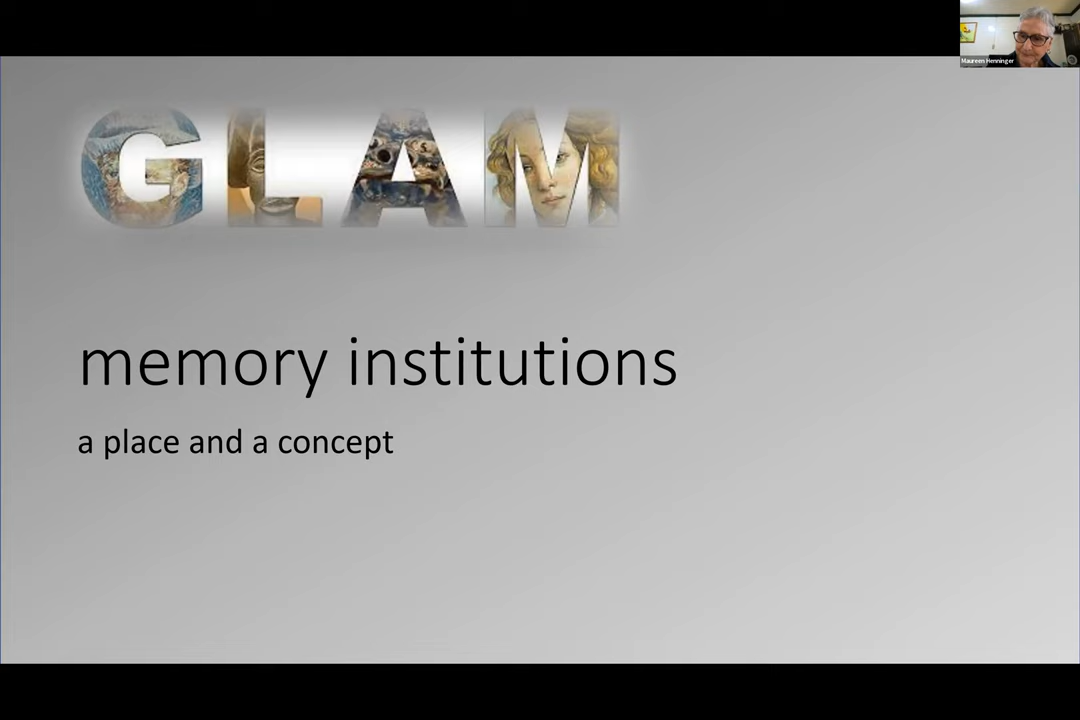 Maureen Henninger
GLAM
memory institutions
a place and a concept